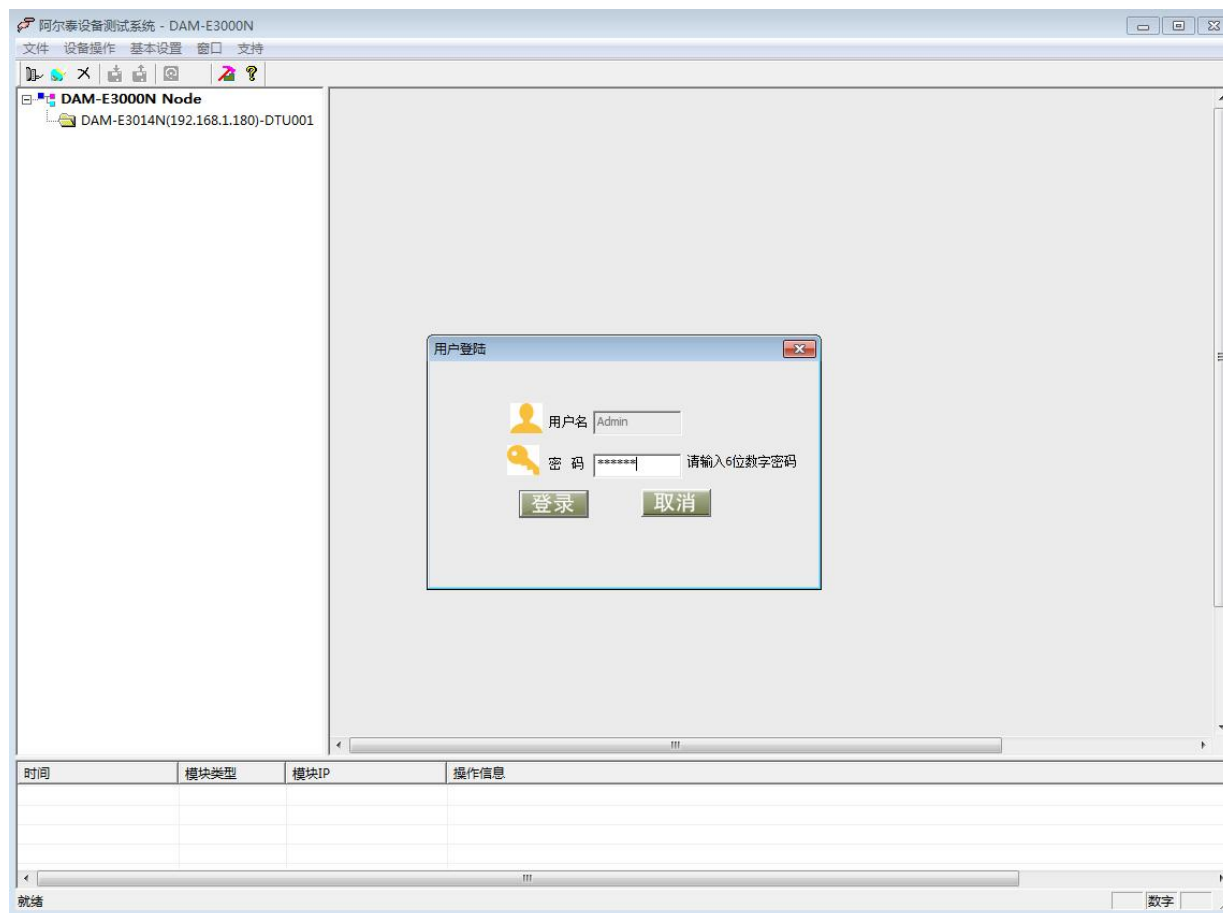 阿尔泰设备测试系统 - DAM-E3000N
文件 设备操作 基本设置 窗口 支持
DAM-E3000N Node
DAM-E3014N(192.168.1.180)-DTU001
用户登陆
用户名 Admin
密 码 ****** 请输入6位数字密码
登录 取消
时间 模块类型 模块IP 操作信息
就绪 数字